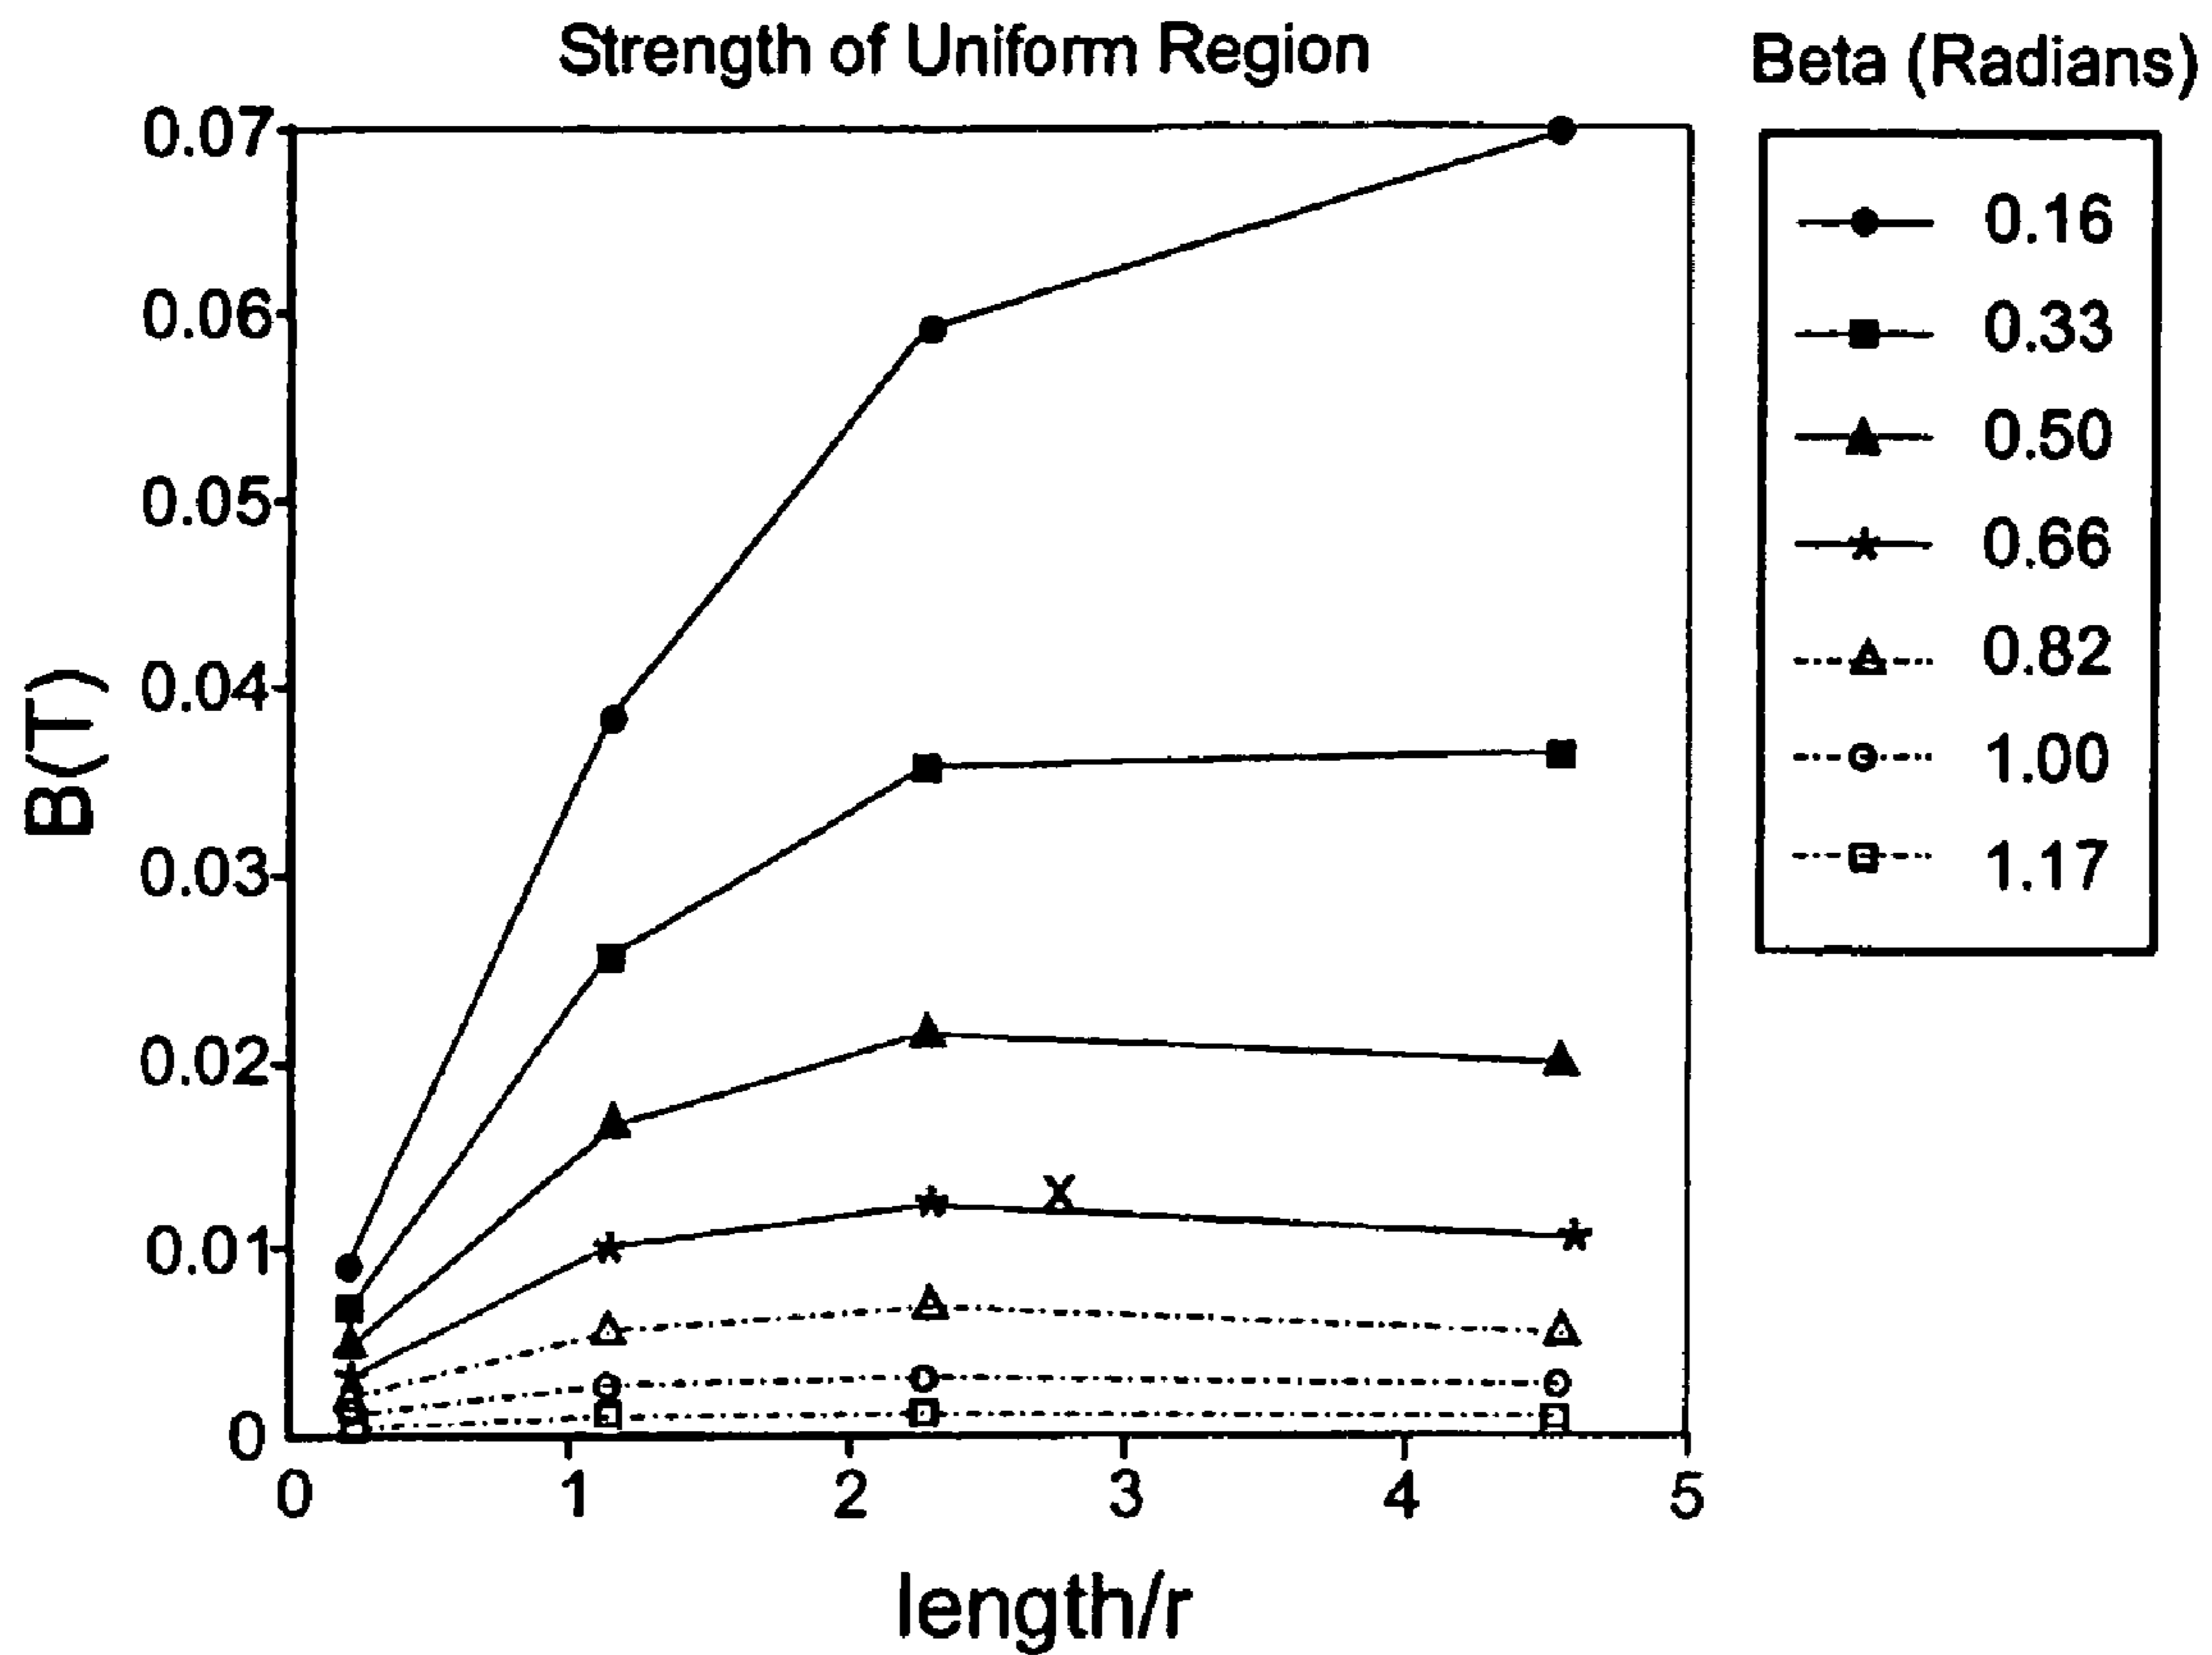 Strength of Uniform Region
Beta (Radians)
0.07
0.06
0.05
0.04
0.03
0.02
0.01
0
B(T)
X
0 1 2 3 4 5
length/r
0.16
0.33
0.50
0.66
0.82
1.00
1.17